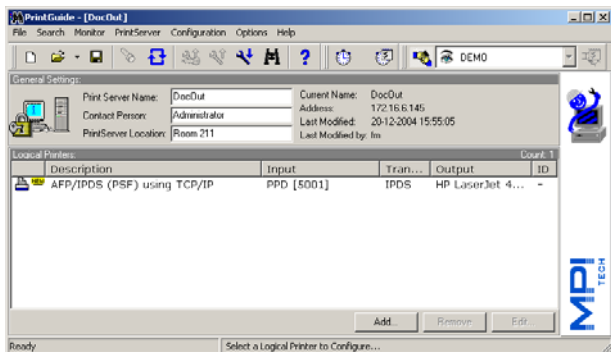 PrintGuide - [DocOut]
File Search Monitor PrintServer Configuration Options Help
DEMO
General Settings:
Print Server Name: DocOut
Contact Person: Administrator
PrintServer Location: Room 211
Current Name: DocOut
Address: 172.16.6.145
Last Modified: 20-12-2004 15:55:05
Last Modified by: lm
Logical Printers: Count: 1
Description Input Tran... Output ID
NEW AFP/IPDS (PSF) using TCP/IP PPD [5001] IPDS HP LaserJet 4... -
Add... Remove Edit...
MPI TECH
Ready Select a Logical Printer to Configure...